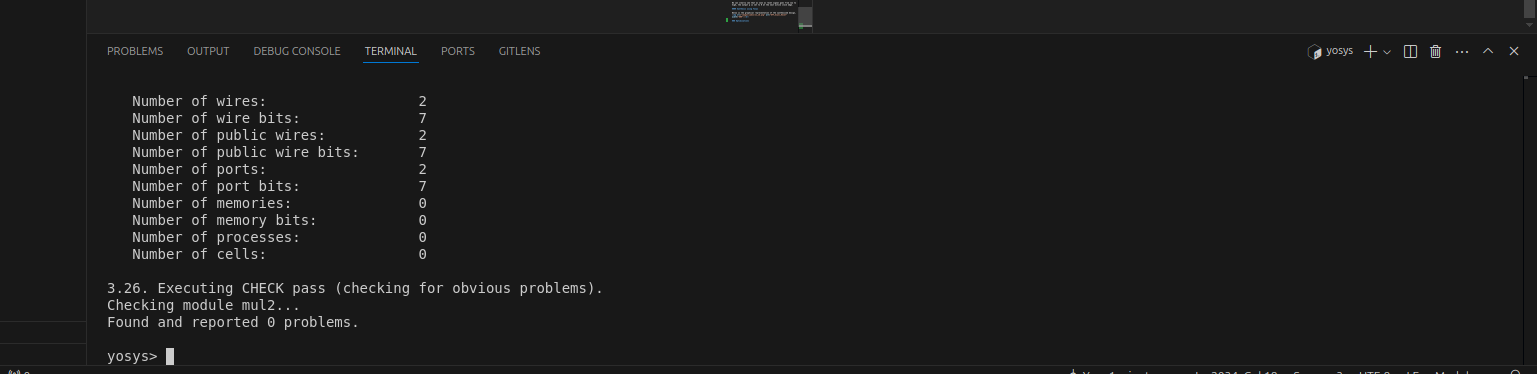 PROBLEMS OUTPUT DEBUG CONSOLE TERMINAL PORTS GITLENS yosys
Number of wires: 2
Number of wire bits: 7
Number of public wires: 2
Number of public wire bits: 7
Number of ports: 2
Number of port bits: 7
Number of memories: 0
Number of memory bits: 0
Number of processes: 0
Number of cells: 0
3.26. Executing CHECK pass (checking for obvious problems).
Checking module mul2...
Found and reported 0 problems.
yosys>